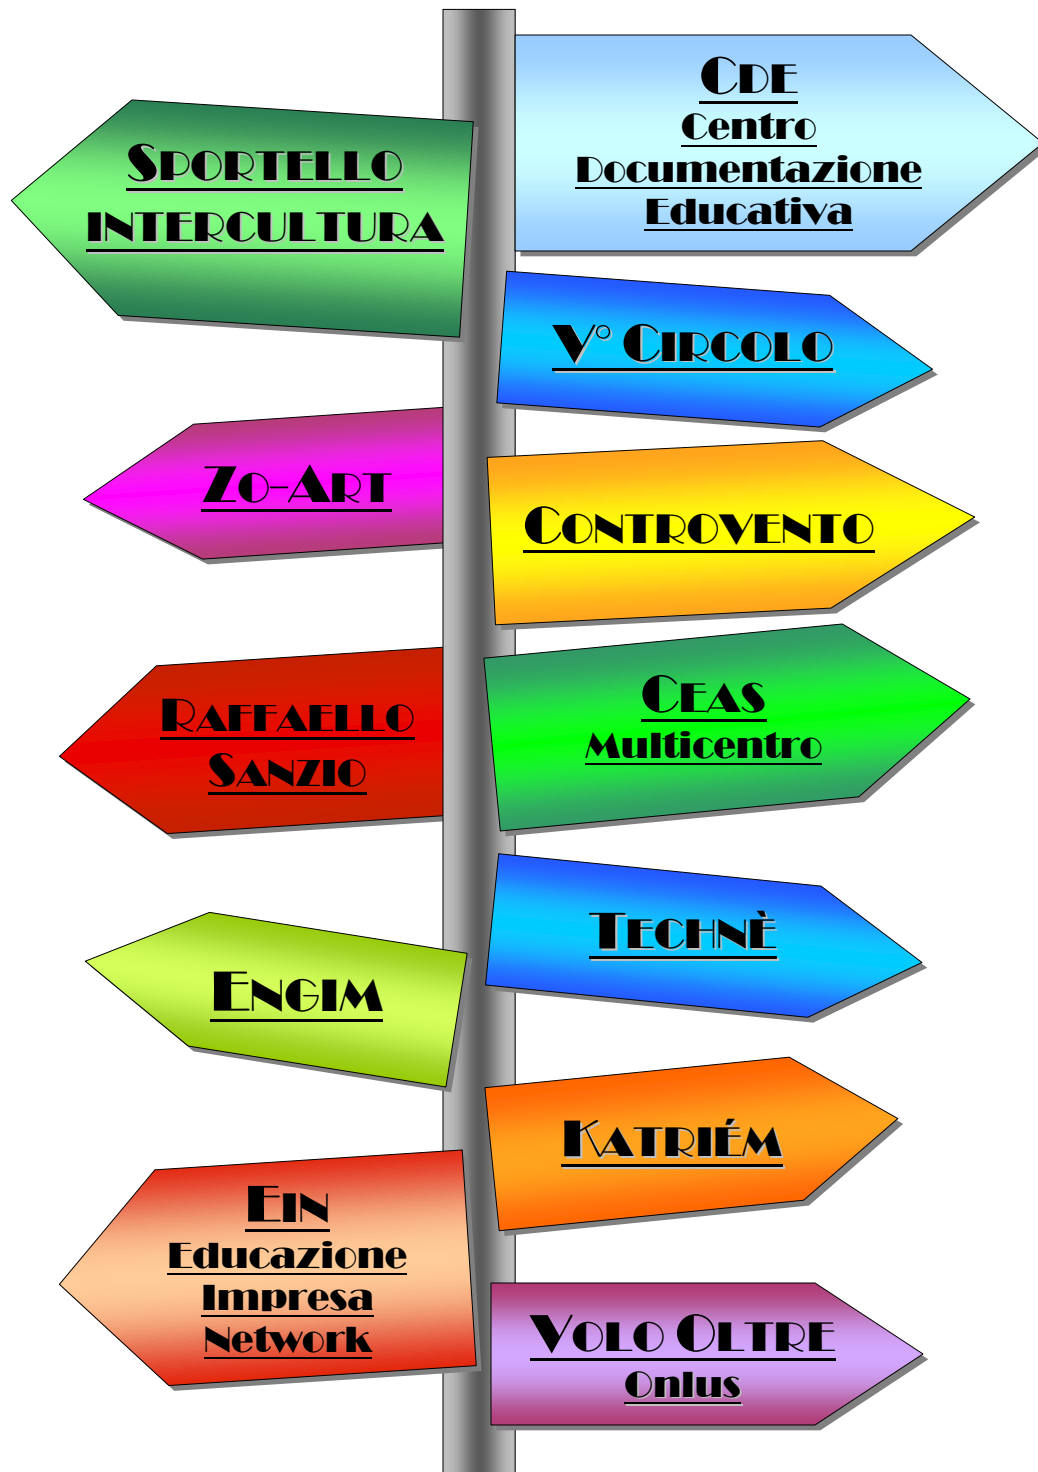 CDE
Centro
Documentazione
Educativa
SPORTELLO
INTERCULTURA
V° CIRCOLO
ZO-ART
CONTROVENTO
RAFFAELLO
SANZIO
CEAS
Multicentro
TECHNÈ
ENGIM
KATRIÉM
EIN
Educazione
Impresa
Network
VOLO OLTRE
Onlus